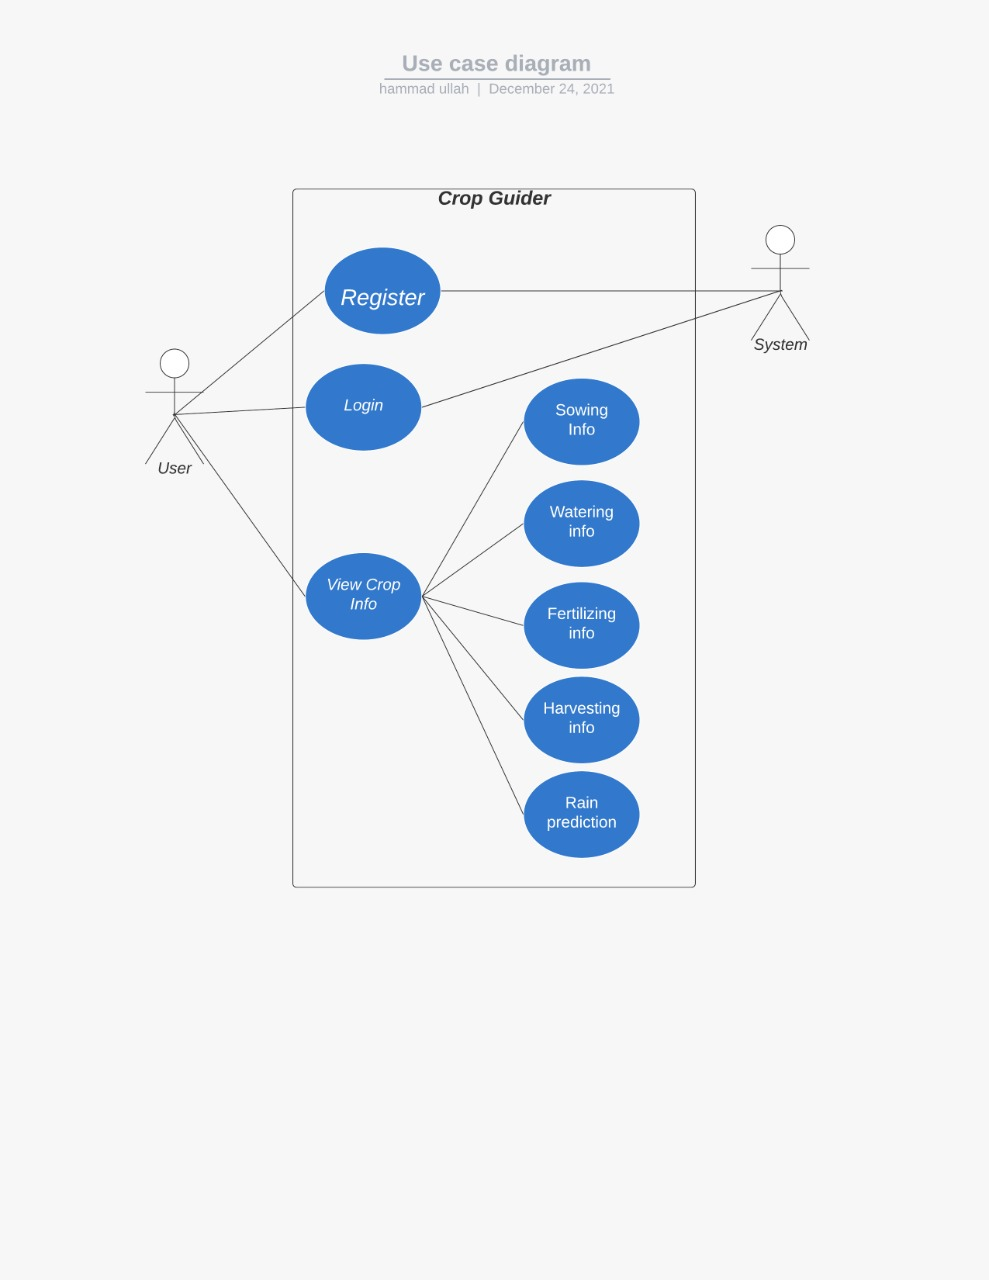 Use case diagram
hammad ullah | December 24, 2021
Crop Guider
Register
System
Login
Sowing
Info
User
Watering
info
View Crop
Info
Fertilizing
info
Harvesting
info
Rain
prediction